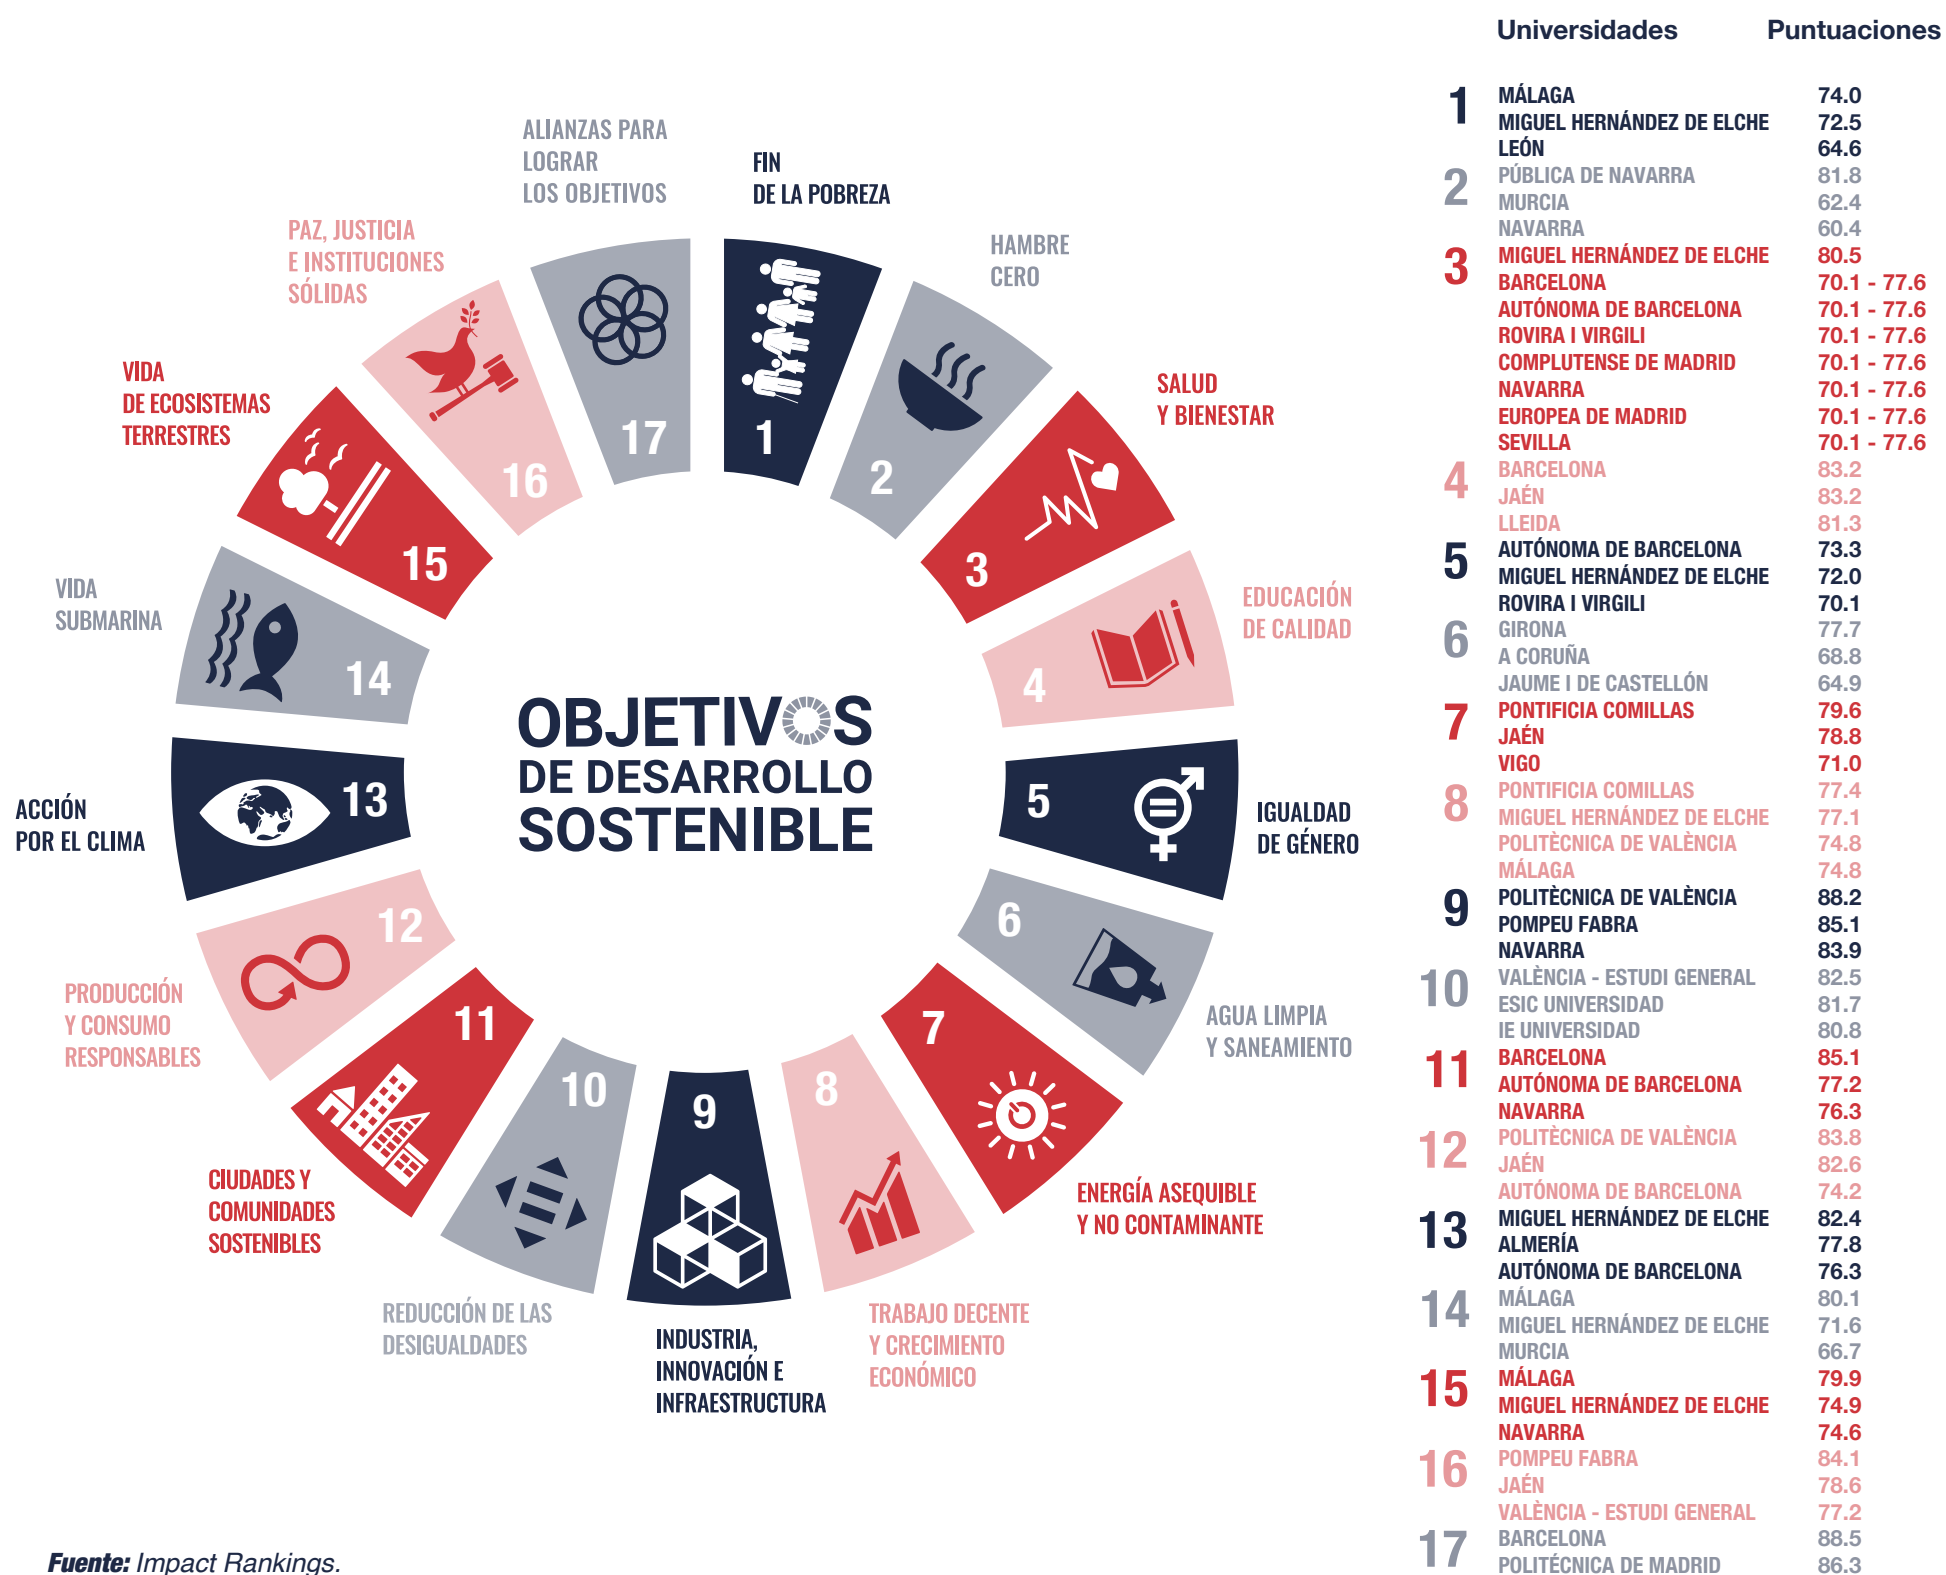 Universidades Puntuaciones
1 MÁLAGA 74.0
MIGUEL HERNÁNDEZ DE ELCHE 72.5
LEÓN 64.6
2 PÚBLICA DE NAVARRA 81.8
MURCIA 62.4
NAVARRA 60.4
3 MIGUEL HERNÁNDEZ DE ELCHE 80.5
BARCELONA 70.1 - 77.6
AUTÓNOMA DE BARCELONA 70.1 - 77.6
ROVIRA I VIRGILI 70.1 - 77.6
COMPLUTENSE DE MADRID 70.1 - 77.6
NAVARRA 70.1 - 77.6
EUROPEA DE MADRID 70.1 - 77.6
SEVILLA 70.1 - 77.6
4 BARCELONA 83.2
JAÉN 83.2
LLEIDA 81.3
5 AUTÓNOMA DE BARCELONA 73.3
MIGUEL HERNÁNDEZ DE ELCHE 72.0
ROVIRA I VIRGILI 70.1
6 GIRONA 77.7
A CORUÑA 68.8
JAUME I DE CASTELLÓN 64.9
7 PONTIFICIA COMILLAS 79.6
JAÉN 78.8
VIGO 71.0
8 PONTIFICIA COMILLAS 77.4
MIGUEL HERNÁNDEZ DE ELCHE 77.1
POLITÈCNICA DE VALÈNCIA 74.8
MÁLAGA 74.8
9 POLITÈCNICA DE VALÈNCIA 88.2
POMPEU FABRA 85.1
NAVARRA 83.9
10 VALÈNCIA - ESTUDI GENERAL 82.5
ESIC UNIVERSIDAD 81.7
IE UNIVERSIDAD 80.8
11 BARCELONA 85.1
AUTÓNOMA DE BARCELONA 77.2
NAVARRA 76.3
12 POLITÈCNICA DE VALÈNCIA 83.8
JAÉN 82.6
AUTÓNOMA DE BARCELONA 74.2
13 MIGUEL HERNÁNDEZ DE ELCHE 82.4
ALMERÍA 77.8
AUTÓNOMA DE BARCELONA 76.3
14 MÁLAGA 80.1
MIGUEL HERNÁNDEZ DE ELCHE 71.6
MURCIA 66.7
15 MÁLAGA 79.9
MIGUEL HERNÁNDEZ DE ELCHE 74.9
NAVARRA 74.6
16 POMPEU FABRA 84.1
JAÉN 78.6
VALÈNCIA - ESTUDI GENERAL 77.2
17 BARCELONA 88.5
POLITÉCNICA DE MADRID 86.3
OBJETIVOS
DE DESARROLLO
SOSTENIBLE
1
FIN
DE LA POBREZA
2
HAMBRE
CERO
3
SALUD
Y BIENESTAR
4
EDUCACIÓN
DE CALIDAD
5
IGUALDAD
DE GÉNERO
6
AGUA LIMPIA
Y SANEAMIENTO
7
ENERGÍA ASEQUIBLE
Y NO CONTAMINANTE
8
TRABAJO DECENTE
Y CRECIMIENTO
ECONÓMICO
9
INDUSTRIA,
INNOVACIÓN E
INFRAESTRUCTURA
10
REDUCCIÓN DE LAS
DESIGUALDADES
11
CIUDADES Y
COMUNIDADES
SOSTENIBLES
12
PRODUCCIÓN
Y CONSUMO
RESPONSABLES
13
ACCIÓN
POR EL CLIMA
14
VIDA
SUBMARINA
15
VIDA
DE ECOSISTEMAS
TERRESTRES
16
PAZ, JUSTICIA
E INSTITUCIONES
SÓLIDAS
17
ALIANZAS PARA
LOGRAR
LOS OBJETIVOS
Fuente: Impact Rankings.